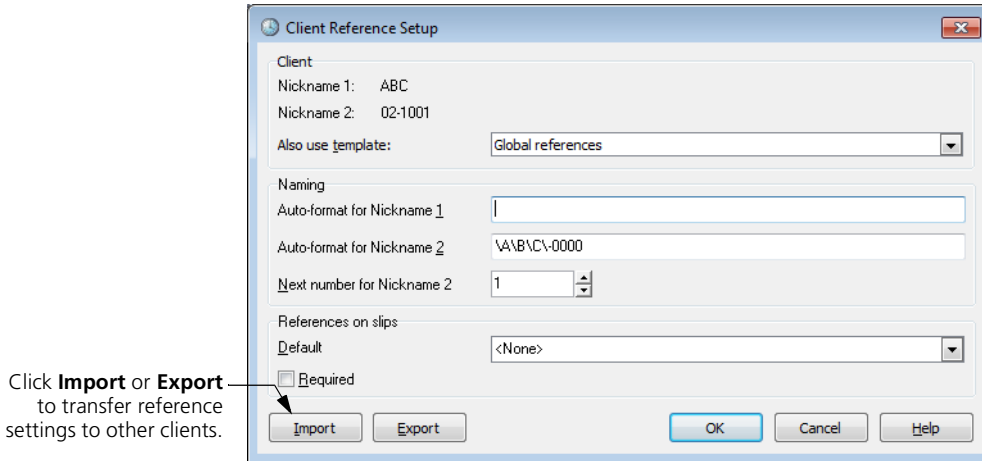 Client Reference Setup
Client
Nickname 1: ABC
Nickname 2: 02-1001
Also use template: Global references
Naming
Auto-format for Nickname 1
Auto-format for Nickname 2 \A\B\C\-0000
Next number for Nickname 2 1
References on slips
Default <None>
Required
Click Import or Export
to transfer reference
settings to other clients.
Import Export OK Cancel Help